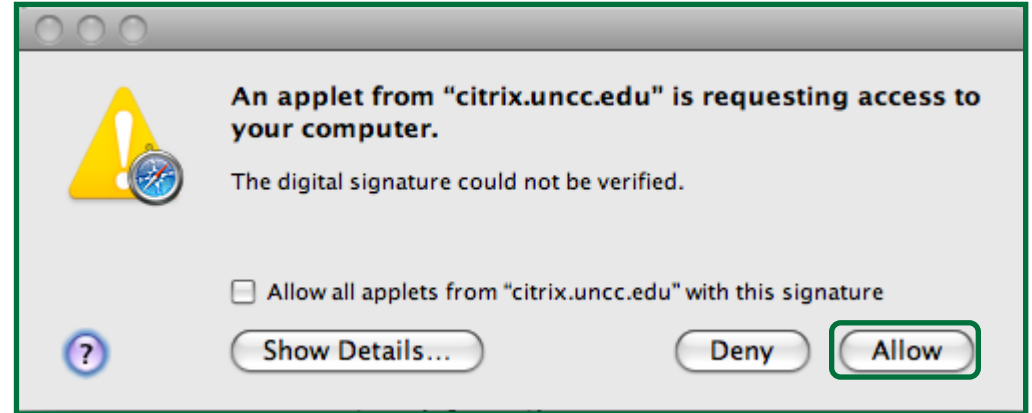 An applet from “citrix.uncc.edu” is requesting access to
your computer.
The digital signature could not be verified.
Allow all applets from “citrix.uncc.edu” with this signature
?
Show Details...
Deny
Allow